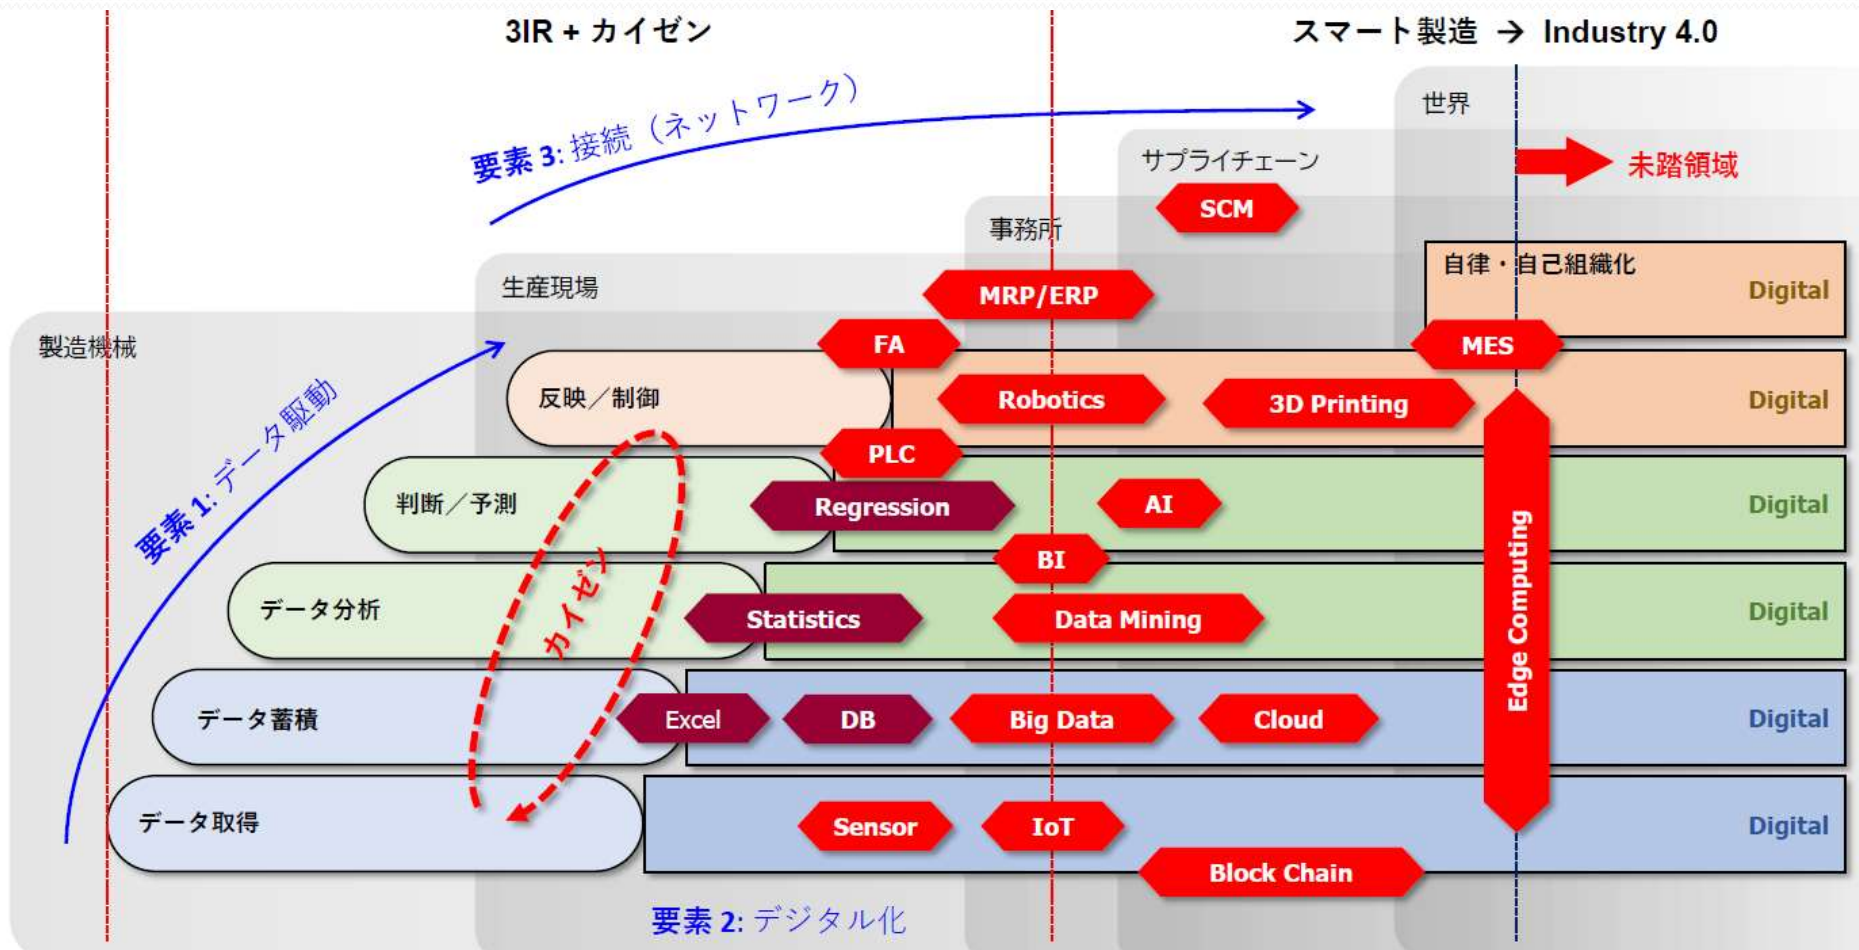 3IR + カイゼン
スマート製造 → Industry 4.0
世界
要素 3: 接続（ネットワーク）
サプライチェーン
未踏領域
SCM
事務所
自律・自己組織化
Digital
生産現場
MRP/ERP
製造機械
FA
MES
反映／制御
Robotics
3D Printing
Digital
要素 1: データ駆動
PLC
判断／予測
Regression
AI
Digital
カイゼン
BI
データ分析
Statistics
Data Mining
Digital
Edge Computing
データ蓄積
Excel
DB
Big Data
Cloud
Digital
データ取得
Sensor
IoT
Digital
Block Chain
要素 2: デジタル化